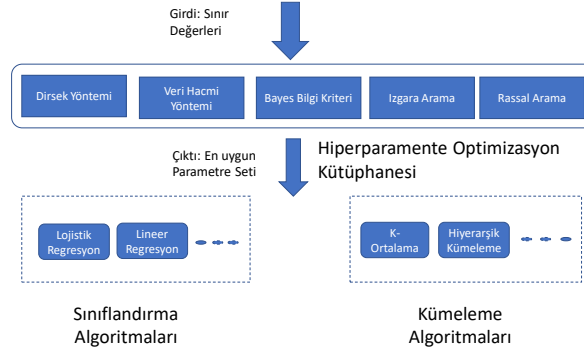 Girdi: Sınır
Değerleri
Dirsek Yöntemi
Veri Hacmi
Yöntemi
Bayes Bilgi Kriteri
Izgara Arama
Rassal Arama
Çıktı: En uygun
Parametre Seti
Hiperparamente Optimizasyon
Kütüphanesi
Lojistik
Regresyon
Lineer
Regresyon
K-
Ortalama
Hiyerarşik
Kümeleme
Sınıflandırma
Algoritmaları
Kümeleme
Algoritmaları